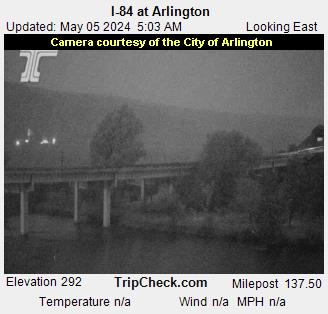 I-84 at Arlington
Updated: May 05 2024 5:03 AM Looking East
Camera courtesy of the City of Arlington
Elevation 292 TripCheck.com Milepost 137.50
Temperature n/a Wind n/a MPH n/a